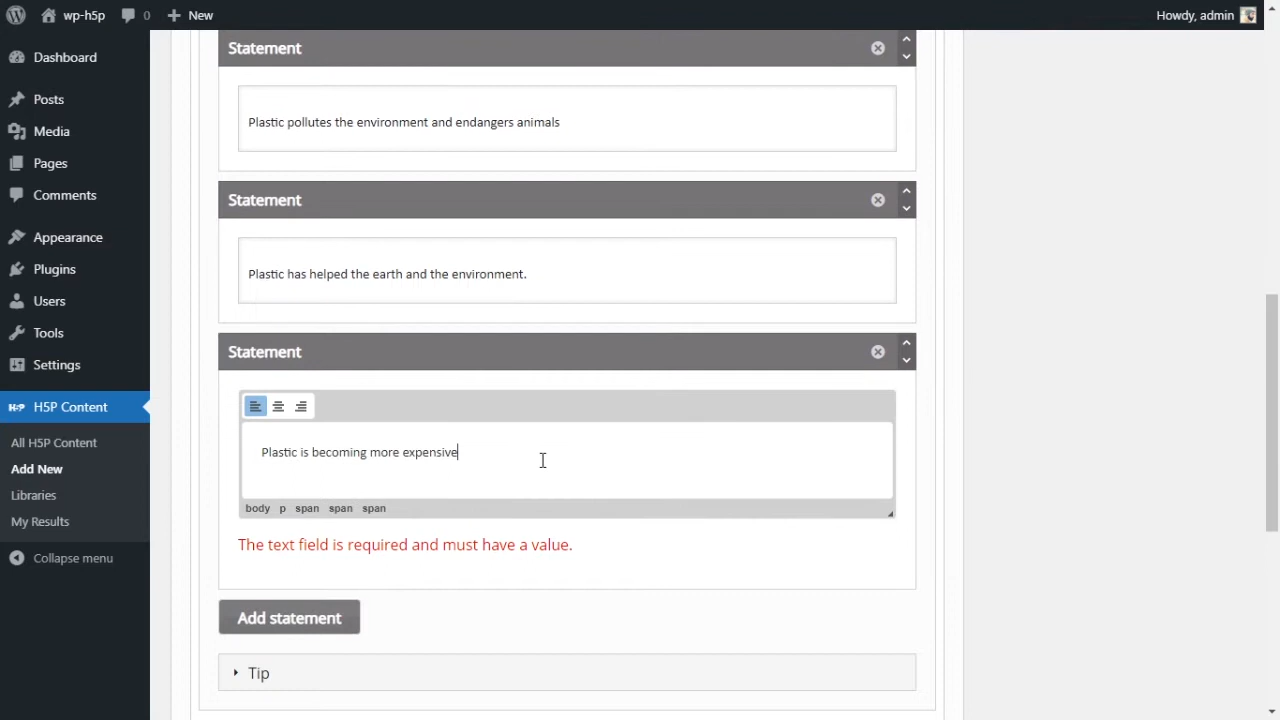 wp-h5p
0
New
Howdy, admin
Dashboard
Posts
Media
Pages
Comments
Appearance
Plugins
Users
Tools
Settings
H5P Content
All H5P Content
Add New
Libraries
My Results
Collapse menu
Statement
Plastic pollutes the environment and endangers animals
Statement
Plastic has helped the earth and the environment.
Statement
Plastic is becoming more expensive
body p span span span
The text field is required and must have a value.
Add statement
Tip